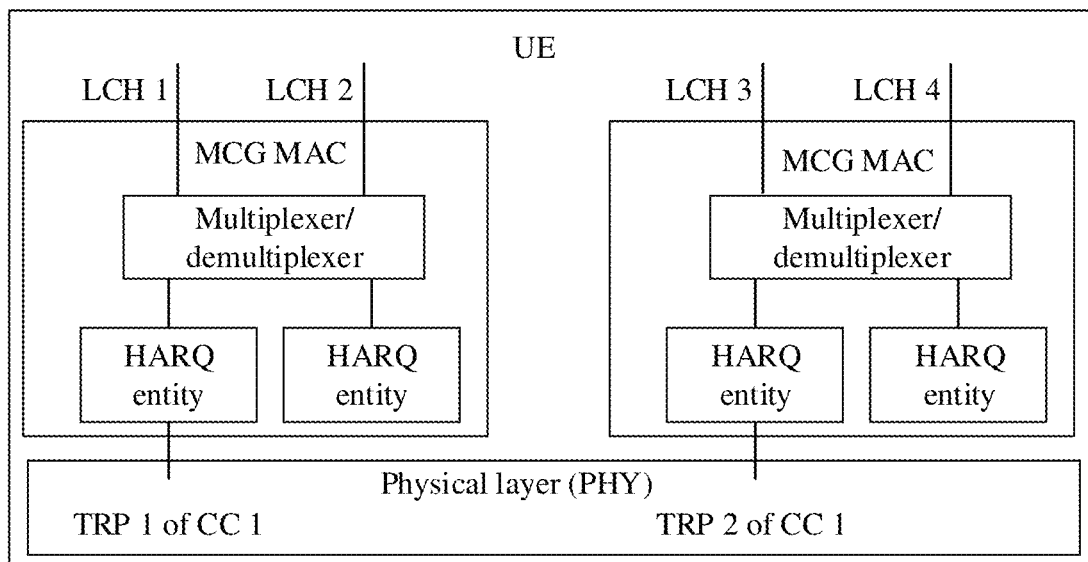 UE
LCH 1
LCH 2
LCH 3
LCH 4
MCG MAC
MCG MAC
Multiplexer/
demultiplexer
Multiplexer/
demultiplexer
HARQ
entity
HARQ
entity
HARQ
entity
HARQ
entity
Physical layer (PHY)
TRP 1 of CC 1
TRP 2 of CC 1